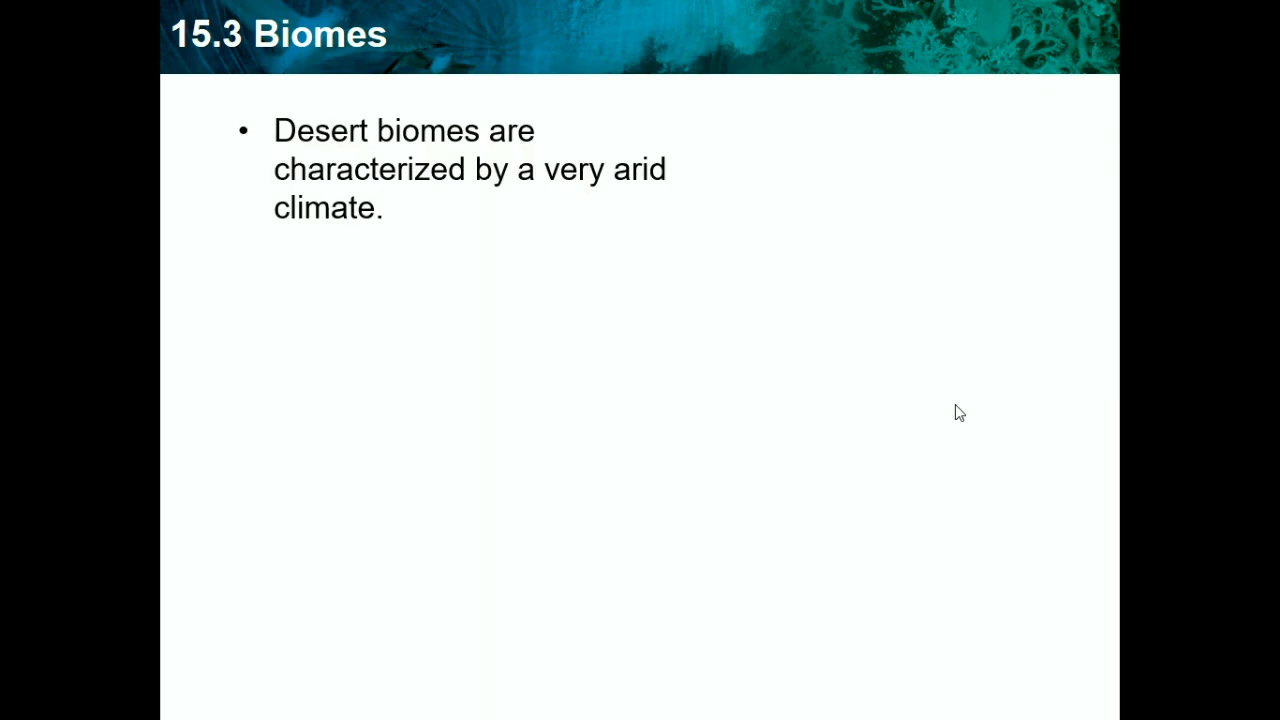 15.3 Biomes
• Desert biomes are
characterized by a very arid
climate.